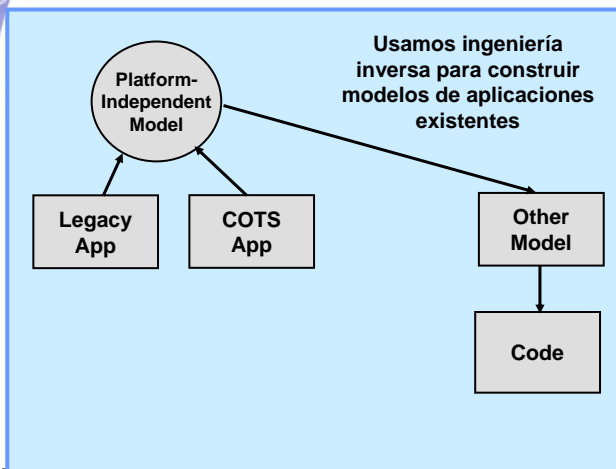 Usamos ingeniería
inversa para construir
modelos de aplicaciones
existentes
Platform-
Independent
Model
Legacy
App
COTS
App
Other
Model
Code